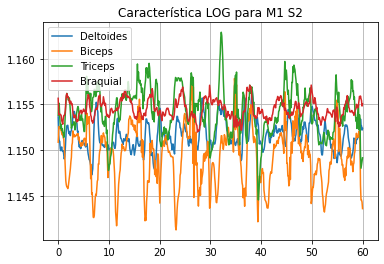 Característica LOG para M1 S2
Deltoides
Biceps
Triceps
Braquial
1.160
1.155
1.150
1.145
0 10 20 30 40 50 60